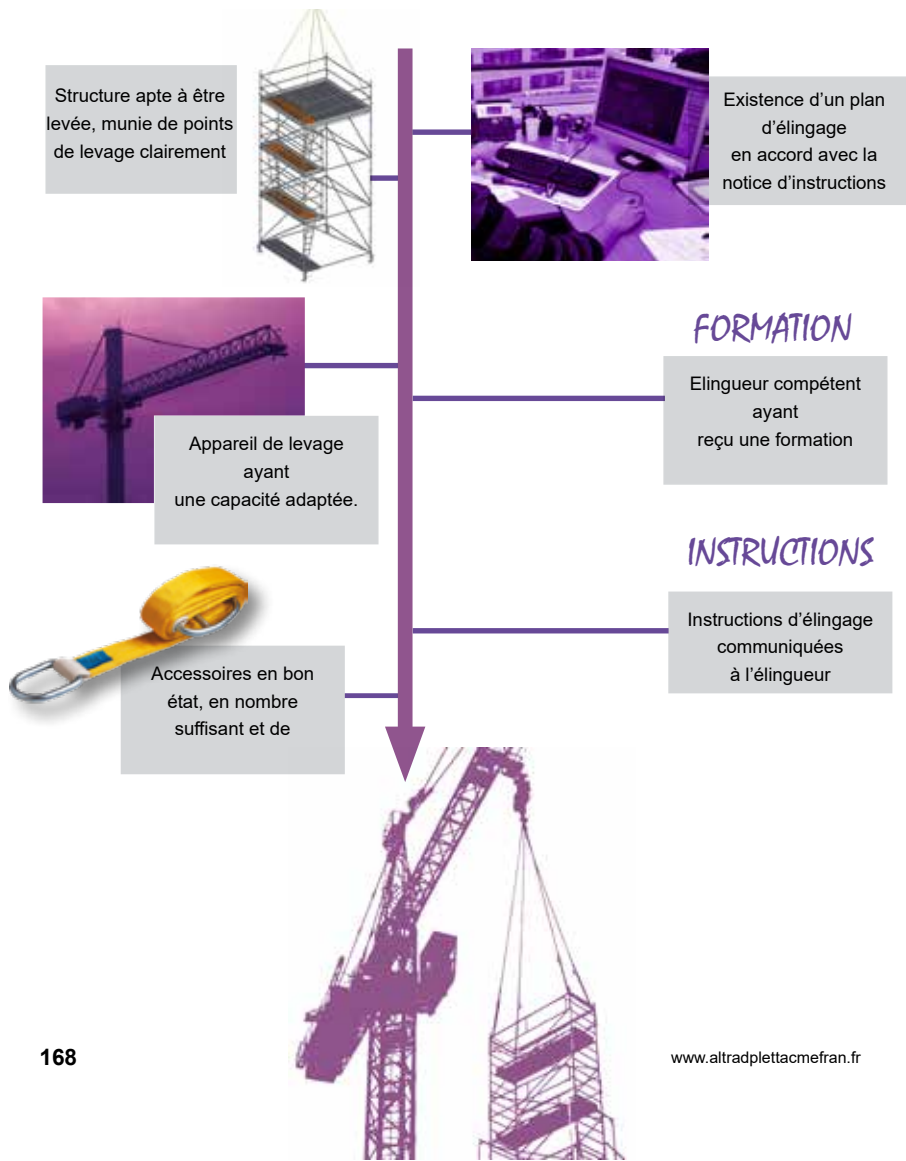 Structure apte à être
levée, munie de points
de levage clairement
Existence d'un plan
d'élingage
en accord avec la
notice d'instructions
Appareil de levage
ayant
une capacité adaptée.
FORMATION
Elingueur compétent
ayant
reçu une formation
INSTRUCTIONS
Instructions d'élingage
communiquées
à l'élingueur
Accessoires en bon
état, en nombre
suffisant et de
168
www.altradplettacmefran.fr